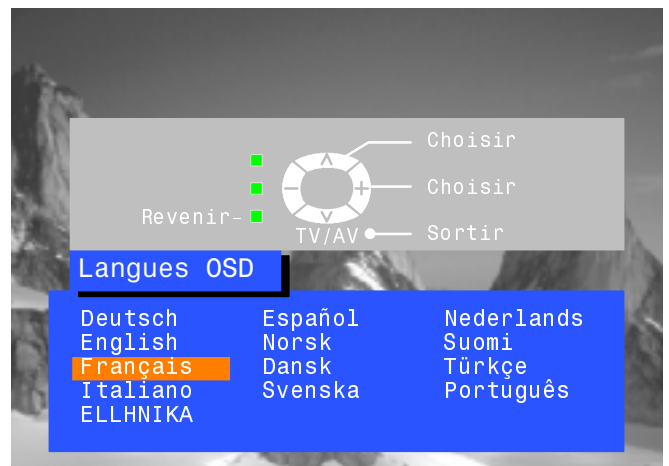 Choisir
Choisir
Revenir-
TV/AV
Sortir
Langues OSD
Deutsch Español Nederlands
English Norsk Suomi
Français Dansk Türkçe
Italiano Svenska Português
ELLHNIKA